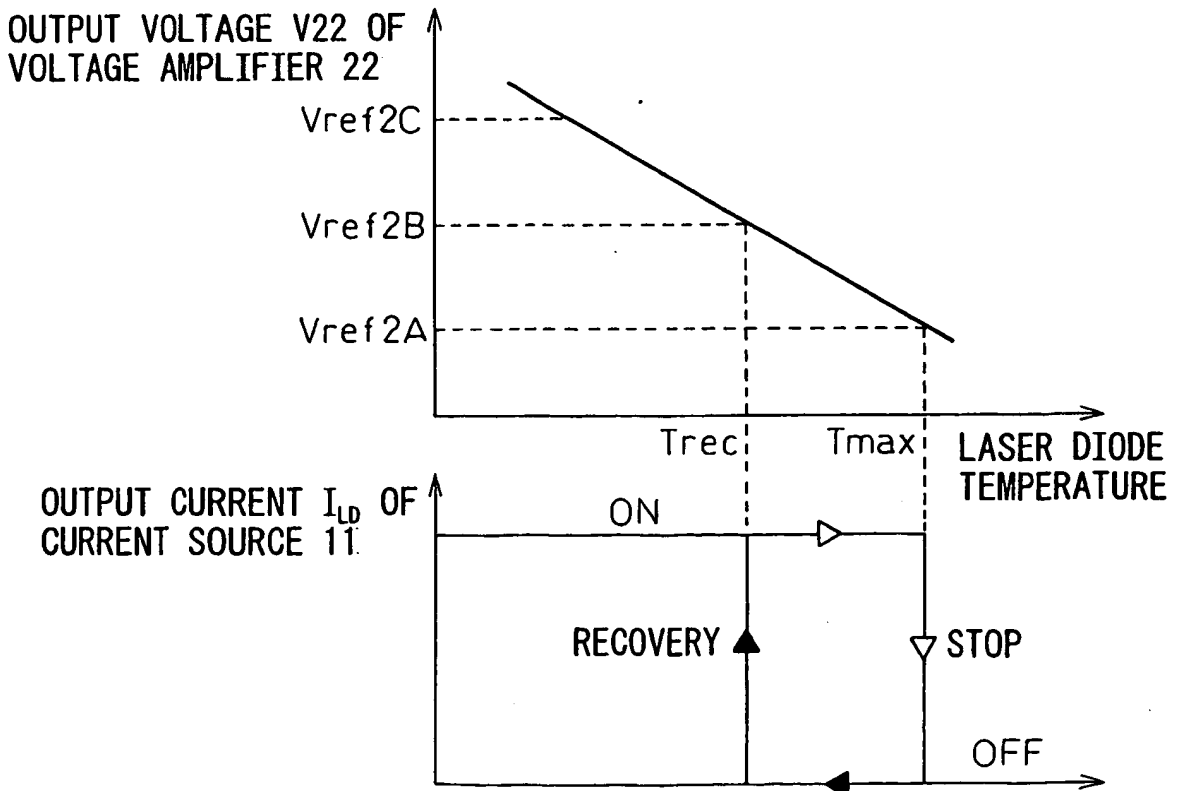 OUTPUT VOLTAGE V22 OF
VOLTAGE AMPLIFIER 22
Vref2C
Vref2B
Vref2A
Trec
Tmax
LASER DIODE
TEMPERATURE
OUTPUT CURRENT I_LD OF
CURRENT SOURCE 11
ON
RECOVERY
STOP
OFF